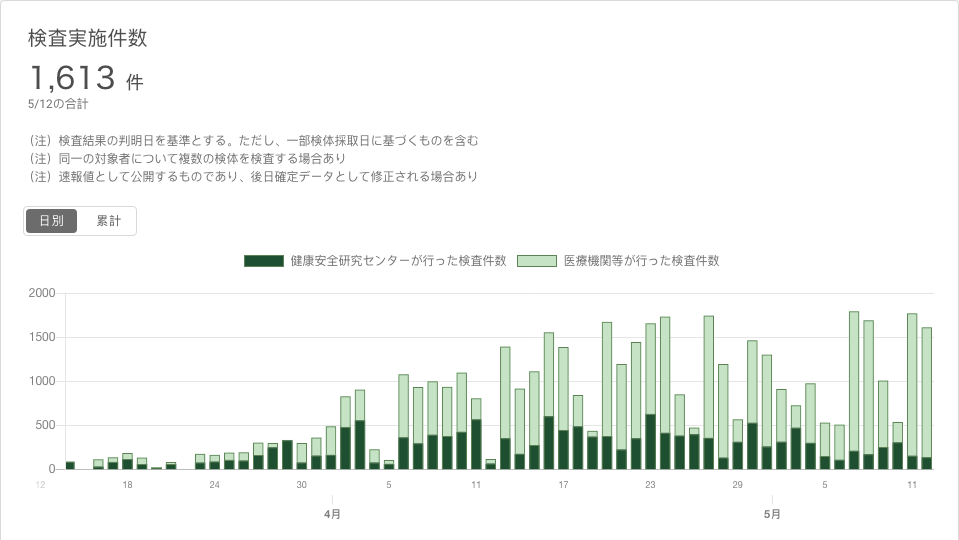 検査実施件数
1,613 件
5/12の合計
（注）検査結果の判明日を基準とする。ただし、一部検体採取日に基づくものを含む
（注）同一の対象者について複数の検体を検査する場合あり
（注）速報値として公開するものであり、後日確定データとして修正される場合あり
日別 累計
健康安全研究センターが行った検査件数 医療機関等が行った検査件数
2000
1500
1000
500
0
12 18 24 30 5 11 17 23 29 5 11
4月 5月